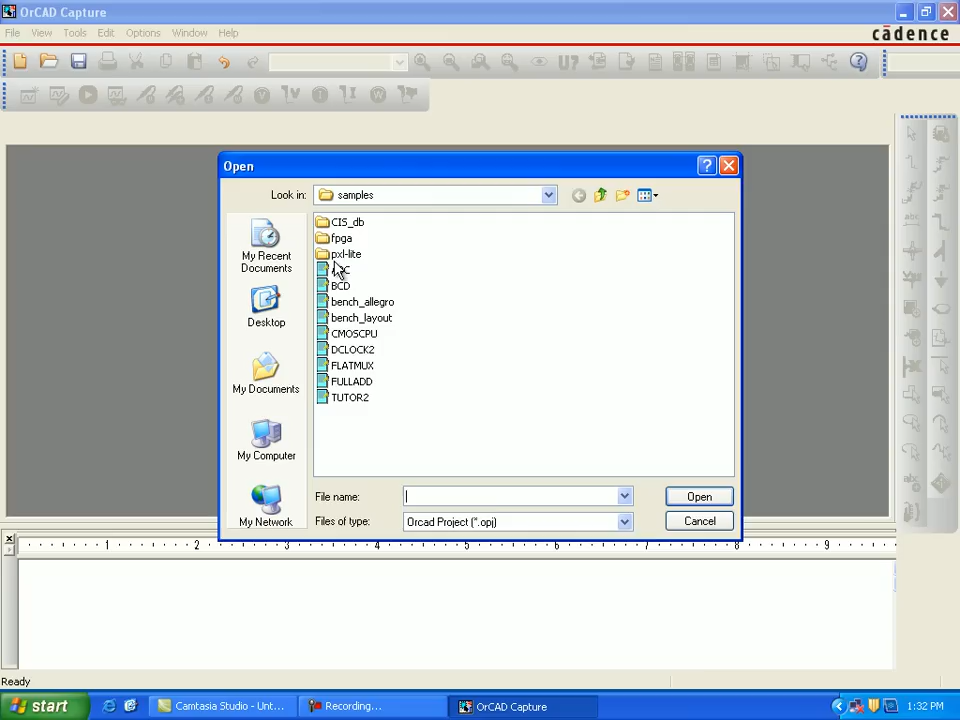 OrCAD Capture
File View Tools Edit Options Window Help
cādence
U?
Open
Look in: samples
CIS_db
fpga
pxl-lite
BCD
bench_allegro
bench_layout
CMOSCPU
DCLOCK2
FLATMUX
FULLADD
TUTOR2
My Recent
Documents
Desktop
My Documents
My Computer
My Network
File name: Open
Files of type: Orcad Project (*.opj) Cancel
1 2 3 4 5 6 7 8 9
Ready
start Camtasia Studio - Unt... Recording... OrCAD Capture 1:32 PM